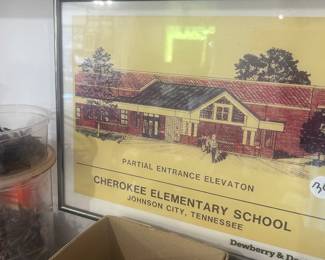 PARTIAL ENTRANCE ELEVATON
CHEROKEE ELEMENTARY SCHOOL
JOHNSON CITY, TENNESSEE
Dewberry &